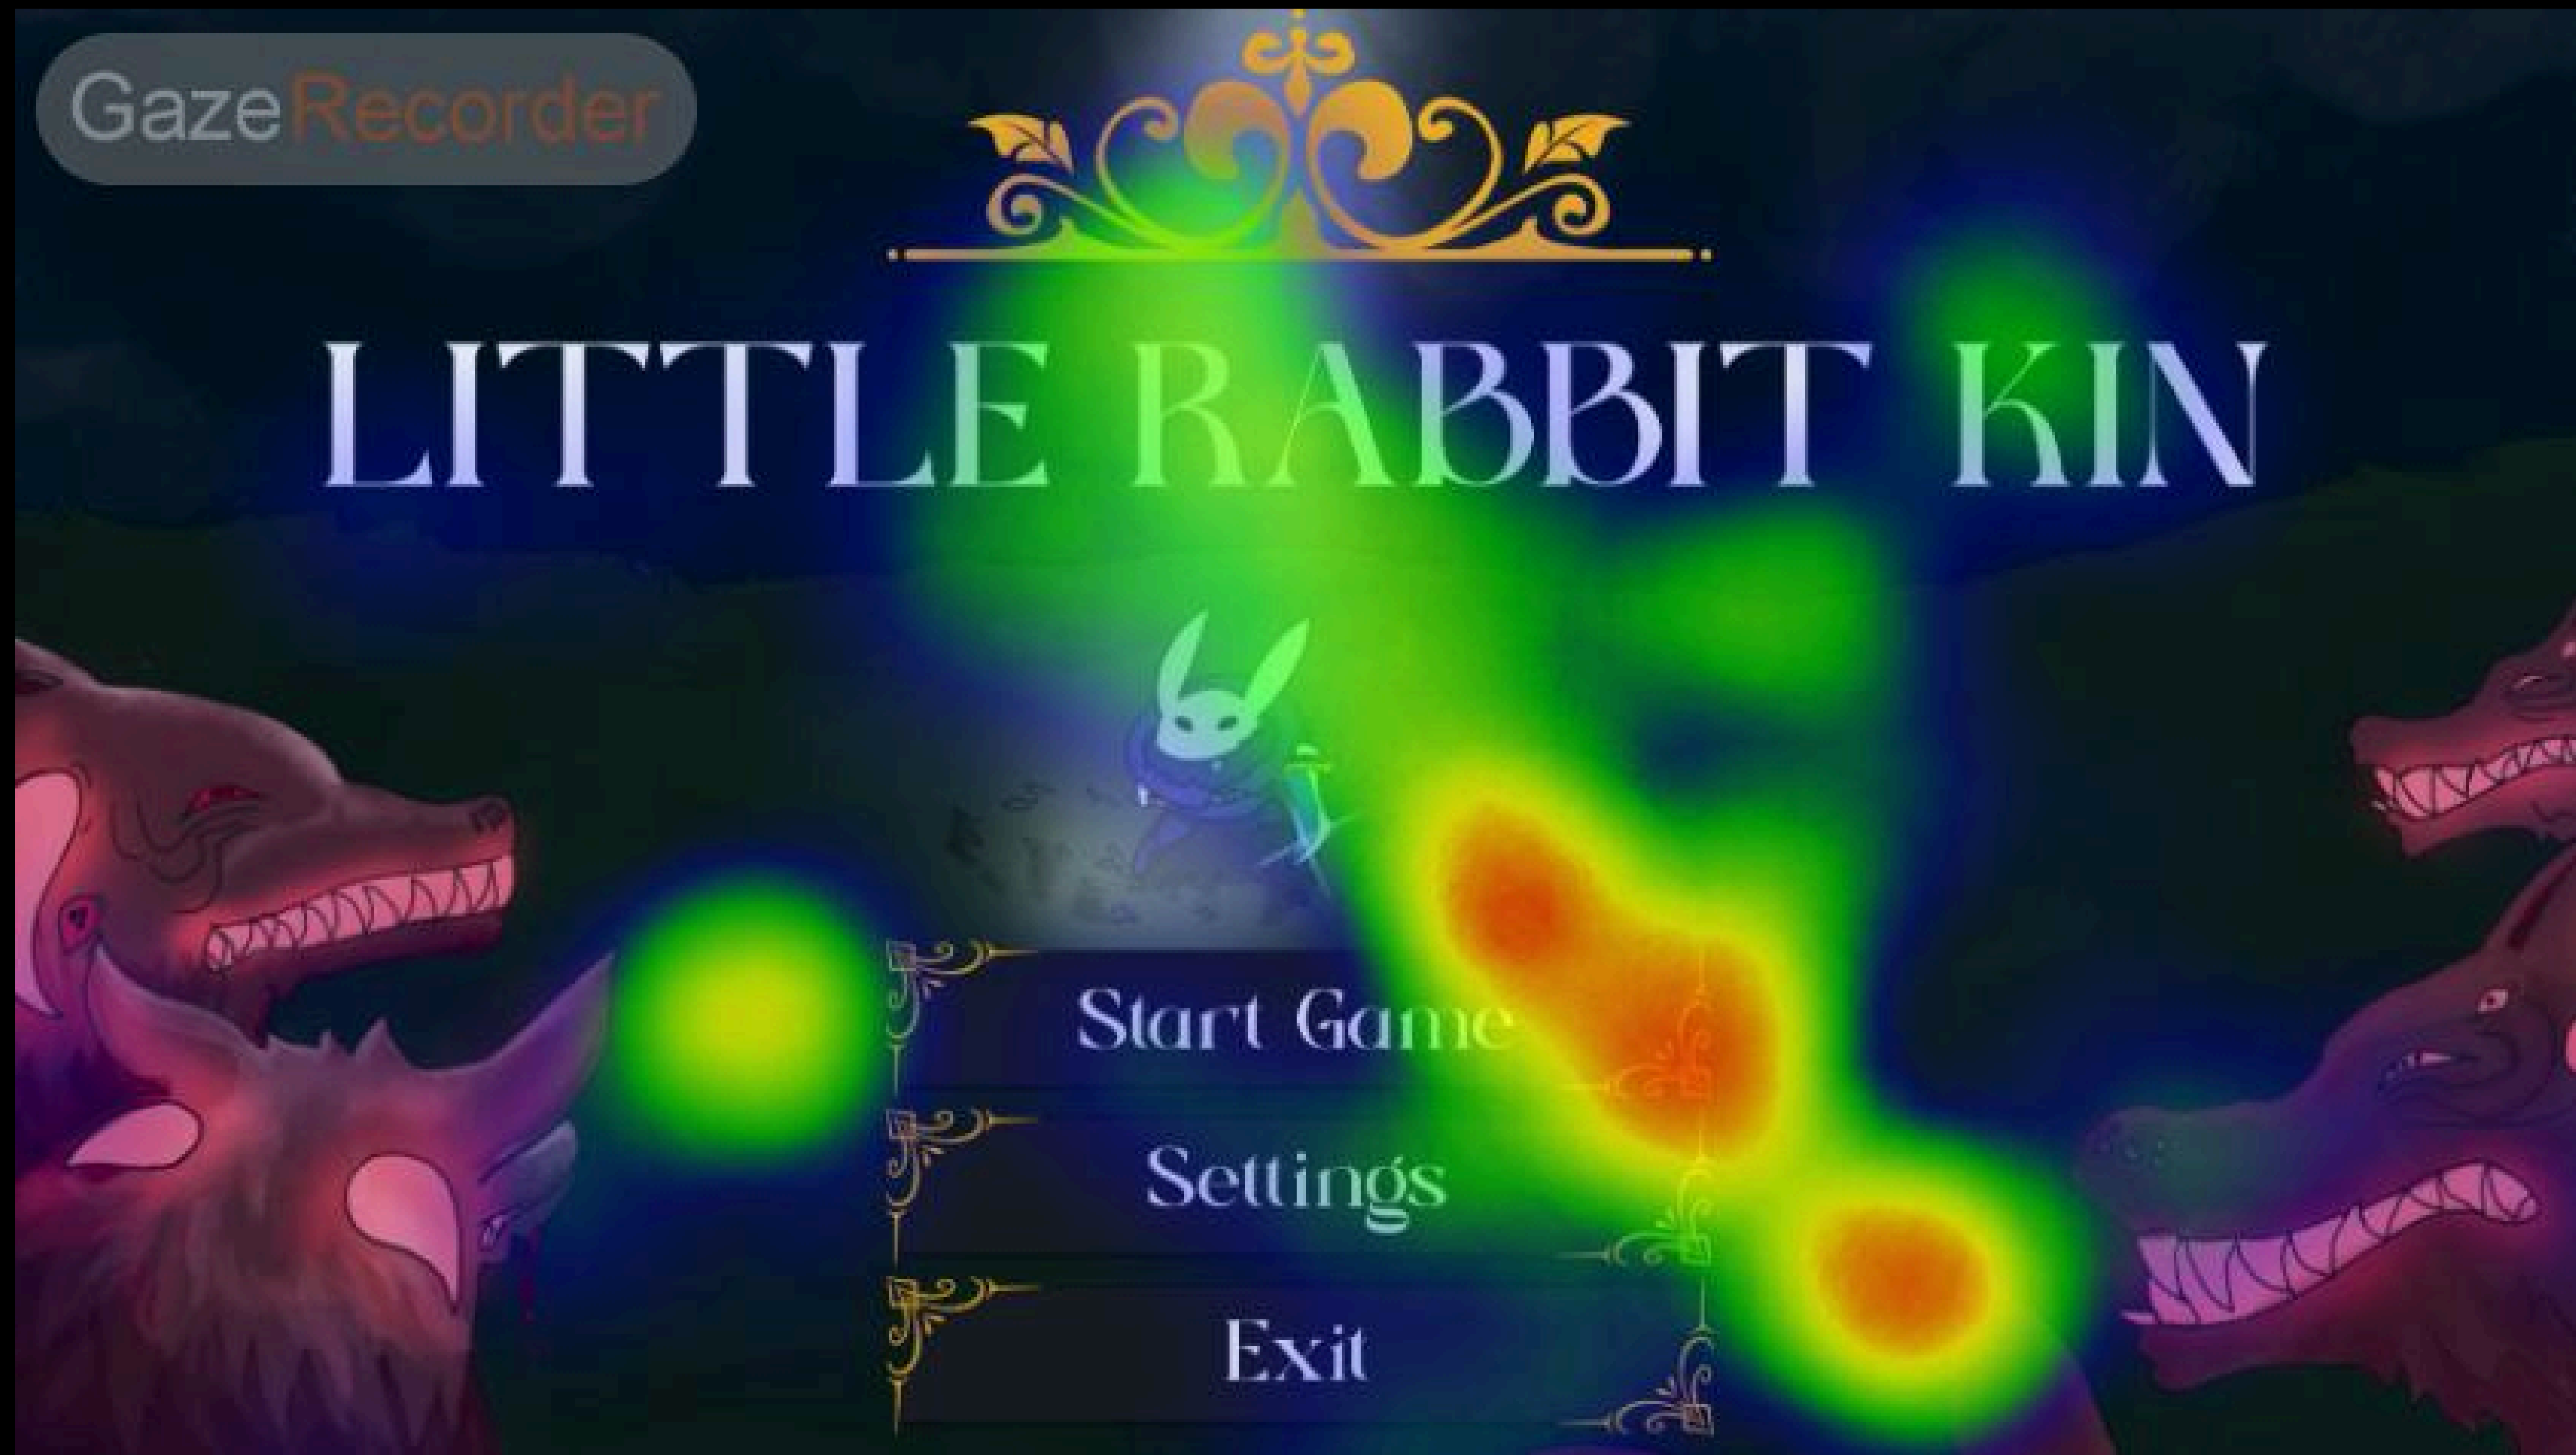 GazeRecorder
LITTLE RABBIT KIN
Start Game
Settings
Exit